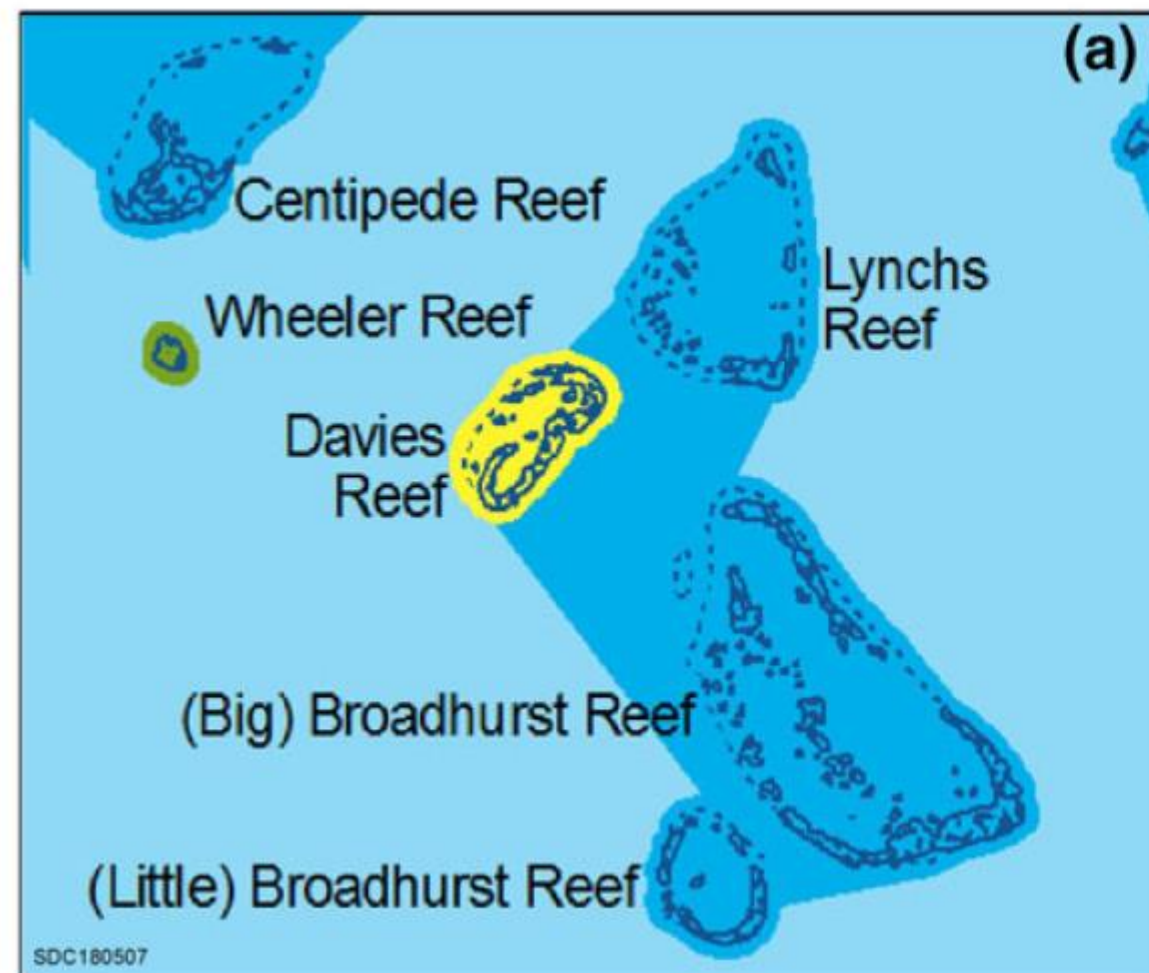 (a)
Centipede Reef
Lynchs
Reef
Wheeler Reef
Davies
Reef
(Big) Broadhurst Reef
(Little) Broadhurst Reef
SDC180507